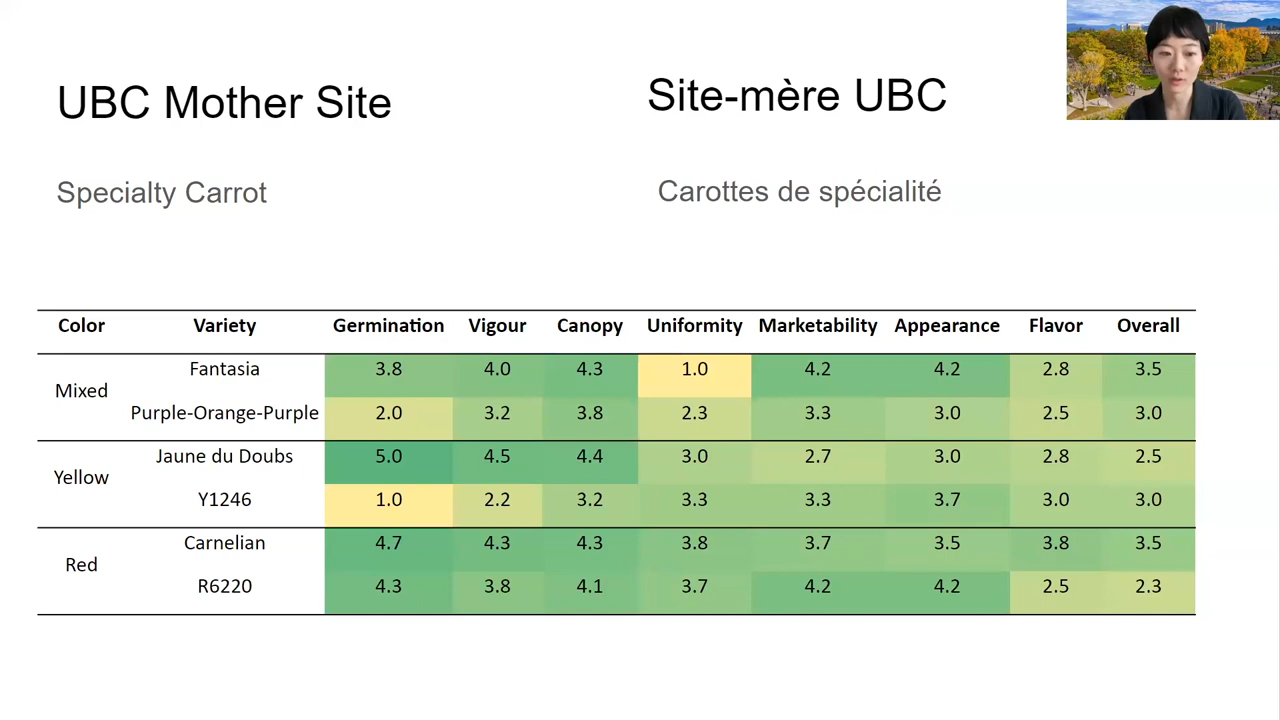 UBC Mother Site
Site-mère UBC
Specialty Carrot
Carottes de spécialité
Color Variety Germination Vigour Canopy Uniformity Marketability Appearance Flavor Overall
Mixed
Fantasia 3.8 4.0 4.3 1.0 4.2 4.2 2.8 3.5
Purple-Orange-Purple 2.0 3.2 3.8 2.3 3.3 3.0 2.5 3.0
Yellow
Jaune du Doubs 5.0 4.5 4.4 3.0 2.7 3.0 2.8 2.5
Y1246 1.0 2.2 3.2 3.3 3.3 3.7 3.0 3.0
Red
Carnelian 4.7 4.3 4.3 3.8 3.7 3.5 3.8 3.5
R6220 4.3 3.8 4.1 3.7 4.2 4.2 2.5 2.3